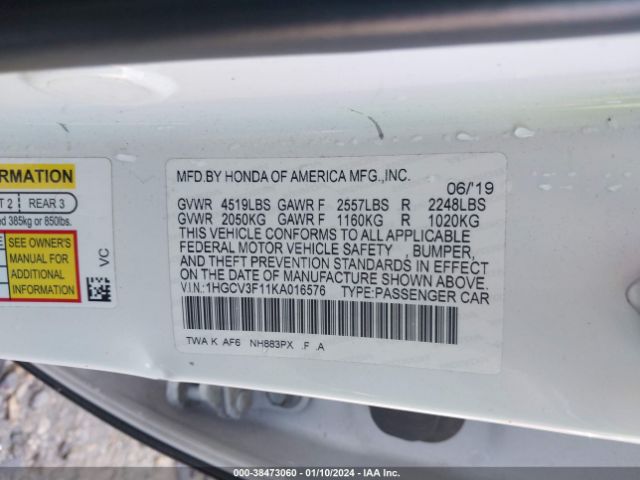 ORMATION
T 2 REAR 3
ed 385kg or 850lbs.
SEE OWNER'S
MANUAL FOR
ADDITIONAL
INFORMATION
VC
MFD.BY HONDA OF AMERICA MFG.,INC.
06/'19
GVWR 4519LBS GAWR F 2557LBS R 2248LBS
GVWR 2050KG GAWR F 1160KG R 1020KG
THIS VEHICLE CONFORMS TO ALL APPLICABLE
FEDERAL MOTOR VEHICLE SAFETY , BUMPER,
AND THEFT PREVENTION STANDARDS IN EFFECT
ON THE DATE OF MANUFACTURE SHOWN ABOVE.
V.I.N.:1HGCV3F11KA016576 TYPE:PASSENGER CAR
TWA K AF6 NH883PX .F .A
000-38473060 - 01/10/2024 - IAA Inc.